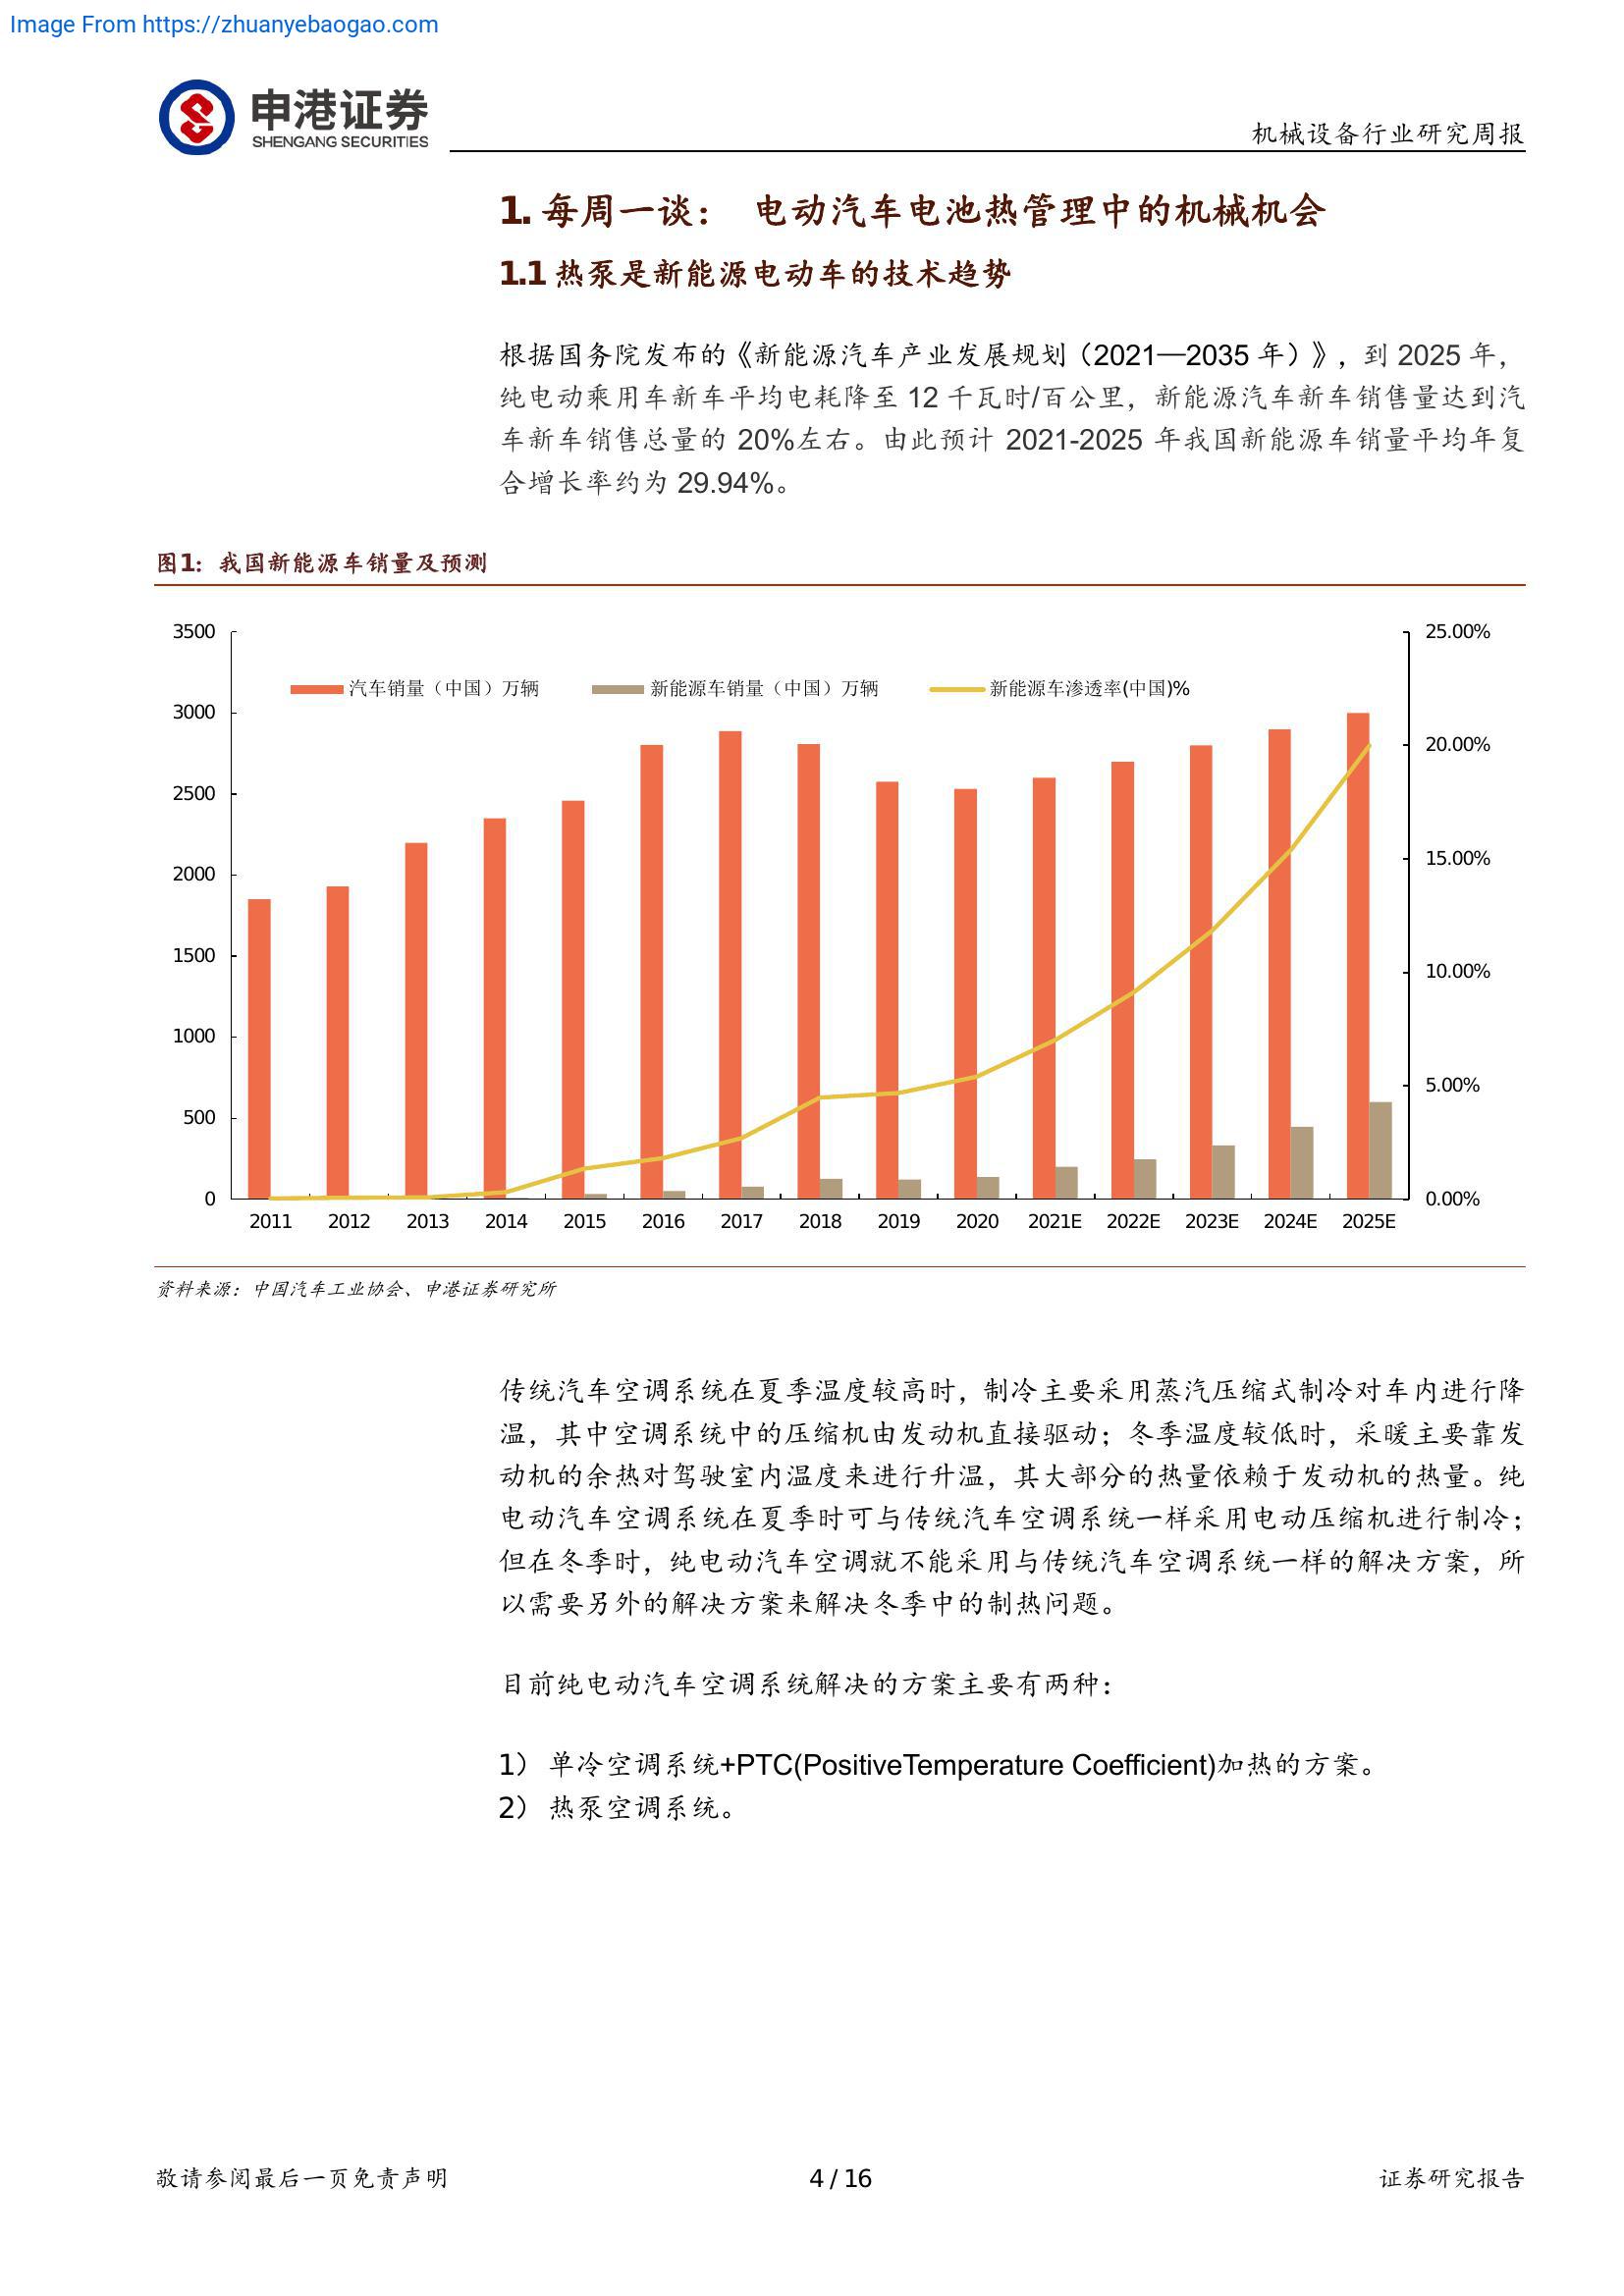 Image From https://zhuanyebaogao.com
申港证券
SHENGANG SECURITIES
机械设备行业研究周报
1. 每周一谈： 电动汽车电池热管理中的机械机会
1.1 热泵是新能源电动车的技术趋势
根据国务院发布的《新能源汽车产业发展规划（2021—2035 年）》，到 2025 年，
纯电动乘用车新车平均电耗降至 12 千瓦时/百公里，新能源汽车新车销售量达到汽
车新车销售总量的 20%左右。由此预计 2021-2025 年我国新能源车销量平均年复
合增长率约为 29.94%。
图1：我国新能源车销量及预测
3500
3000
2500
2000
1500
1000
500
0
汽车销量（中国）万辆 新能源车销量（中国）万辆 新能源车渗透率(中国)%
25.00%
20.00%
15.00%
10.00%
5.00%
0.00%
2011 2012 2013 2014 2015 2016 2017 2018 2019 2020 2021E 2022E 2023E 2024E 2025E
资料来源：中国汽车工业协会、申港证券研究所
传统汽车空调系统在夏季温度较高时，制冷主要采用蒸汽压缩式制冷对车内进行降
温，其中空调系统中的压缩机由发动机直接驱动；冬季温度较低时，采暖主要靠发
动机的余热对驾驶室内温度来进行升温，其大部分的热量依赖于发动机的热量。纯
电动汽车空调系统在夏季时可与传统汽车空调系统一样采用电动压缩机进行制冷；
但在冬季时，纯电动汽车空调就不能采用与传统汽车空调系统一样的解决方案，所
以需要另外的解决方案来解决冬季中的制热问题。
目前纯电动汽车空调系统解决的方案主要有两种：
1） 单冷空调系统+PTC(PositiveTemperature Coefficient)加热的方案。
2） 热泵空调系统。
敬请参阅最后一页免责声明
4 / 16
证券研究报告